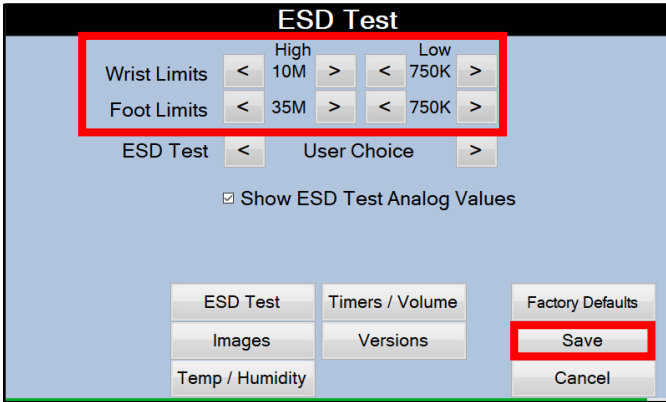 ESD Test
High Low
Wrist Limits < 10M > < 750K >
Foot Limits < 35M > < 750K >
ESD Test < User Choice >
Show ESD Test Analog Values
ESD Test Timers / Volume Factory Defaults
Images Versions Save
Temp / Humidity Cancel